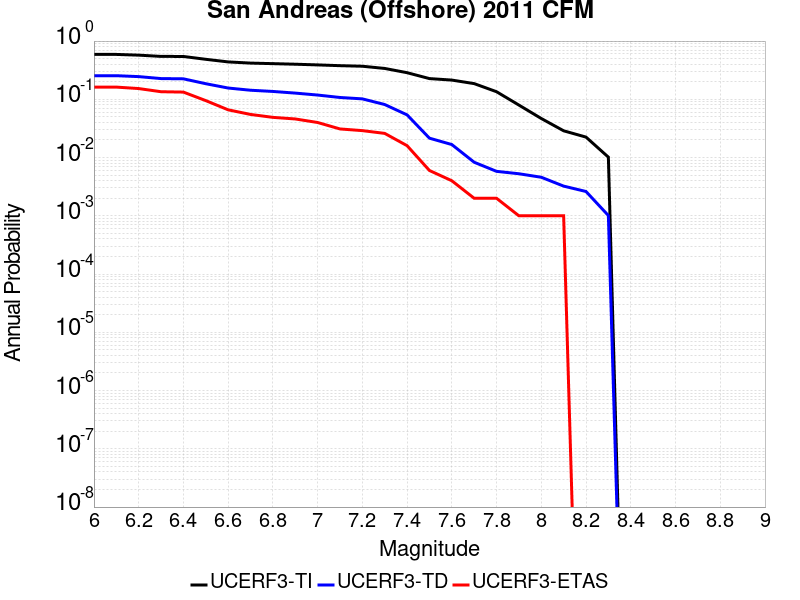 San Andreas (Offshore) 2011 CFM
10^0
10^-1
10^-2
10^-3
10^-4
10^-5
10^-6
10^-7
10^-8
Annual Probability
6 6.2 6.4 6.6 6.8 7 7.2 7.4 7.6 7.8 8 8.2 8.4 8.6 8.8 9
Magnitude
UCERF3-TI UCERF3-TD UCERF3-ETAS